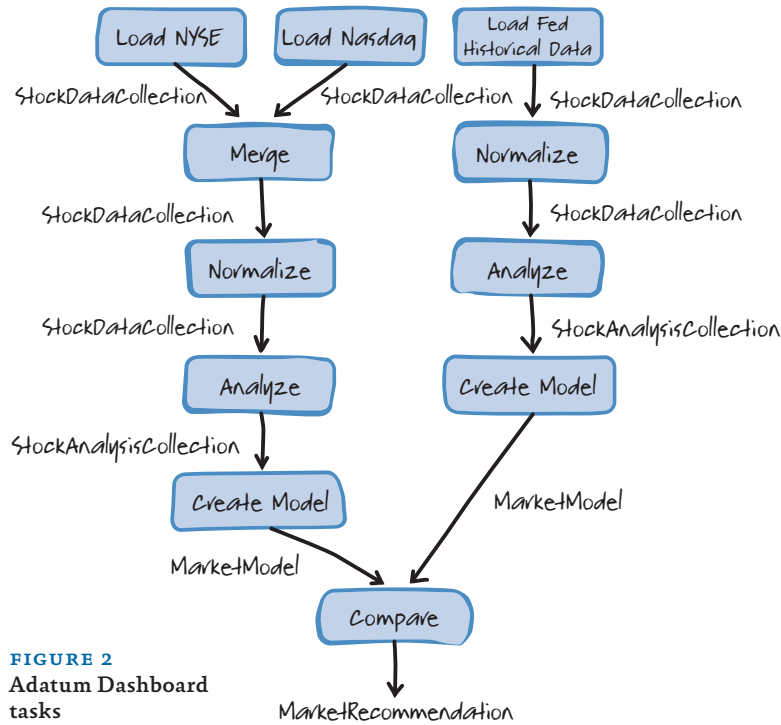 Load NYSE
Load Nasdaq
Load Fed
Historical Data
StockDataCollection
StockDataCollection
StockDataCollection
Merge
Normalize
StockDataCollection
StockDataCollection
Normalize
Analyze
StockDataCollection
StockAnalysisCollection
Analyze
Create Model
StockAnalysisCollection
Create Model
MarketModel
MarketModel
Compare
FIGURE 2
Adatum Dashboard
tasks
MarketRecommendation